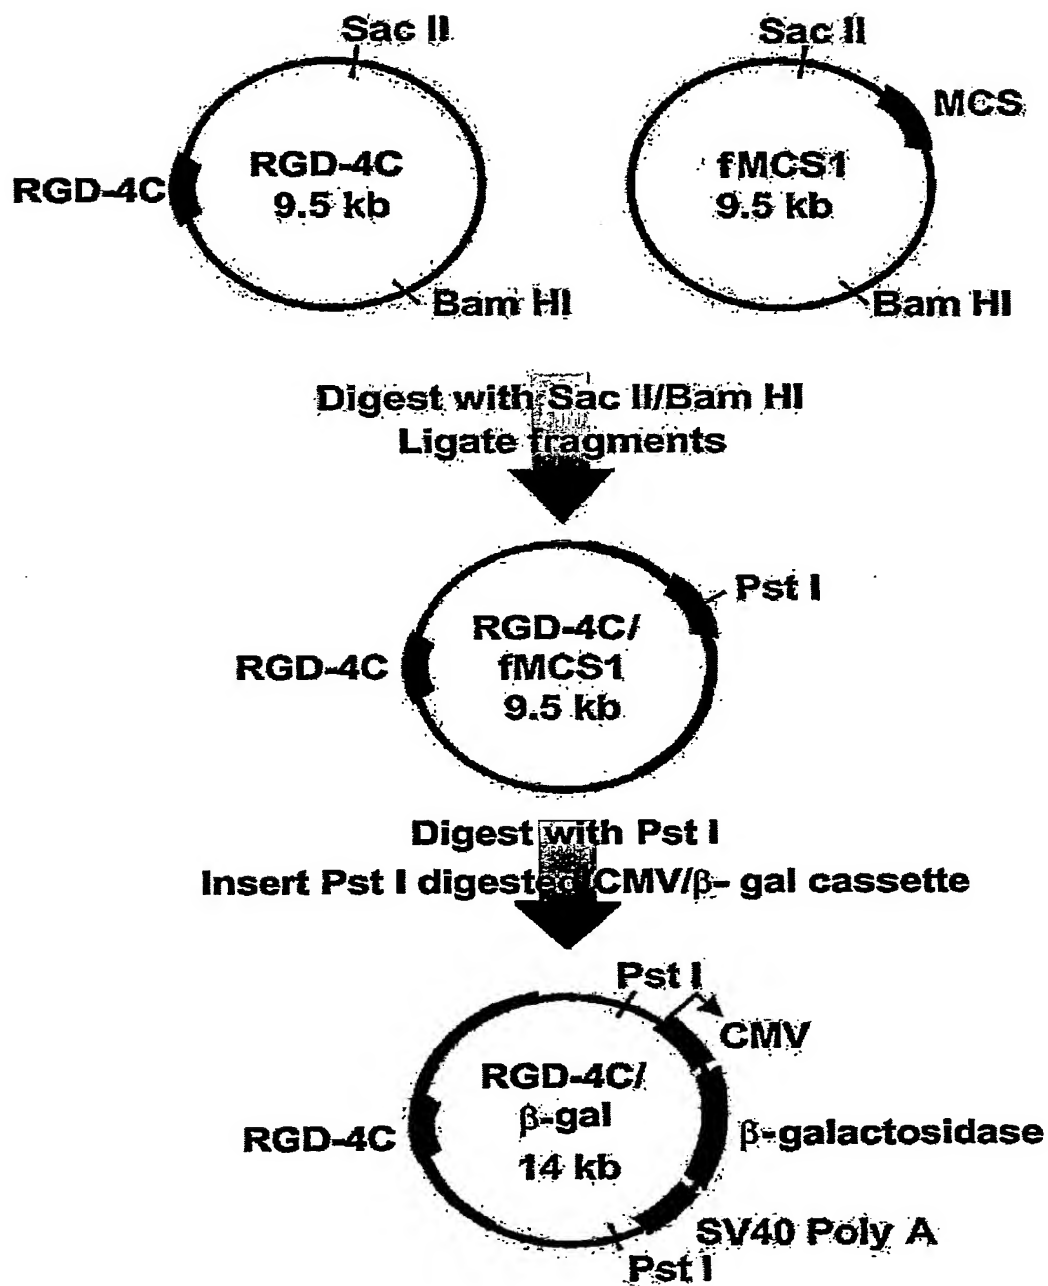 Sac II
Sac II
MCS
RGD-4C
RGD-4C
9.5 kb
fMCS1
9.5 kb
Bam HI
Bam HI
Digest with Sac II/Bam HI
Ligate fragments
Pst I
RGD-4C
RGD-4C/
fMCS1
9.5 kb
Digest with Pst I
Insert Pst I digested CMV/β- gal cassette
Pst I
CMV
RGD-4C
RGD-4C/
β-gal
14 kb
β-galactosidase
SV40 Poly A
Pst I